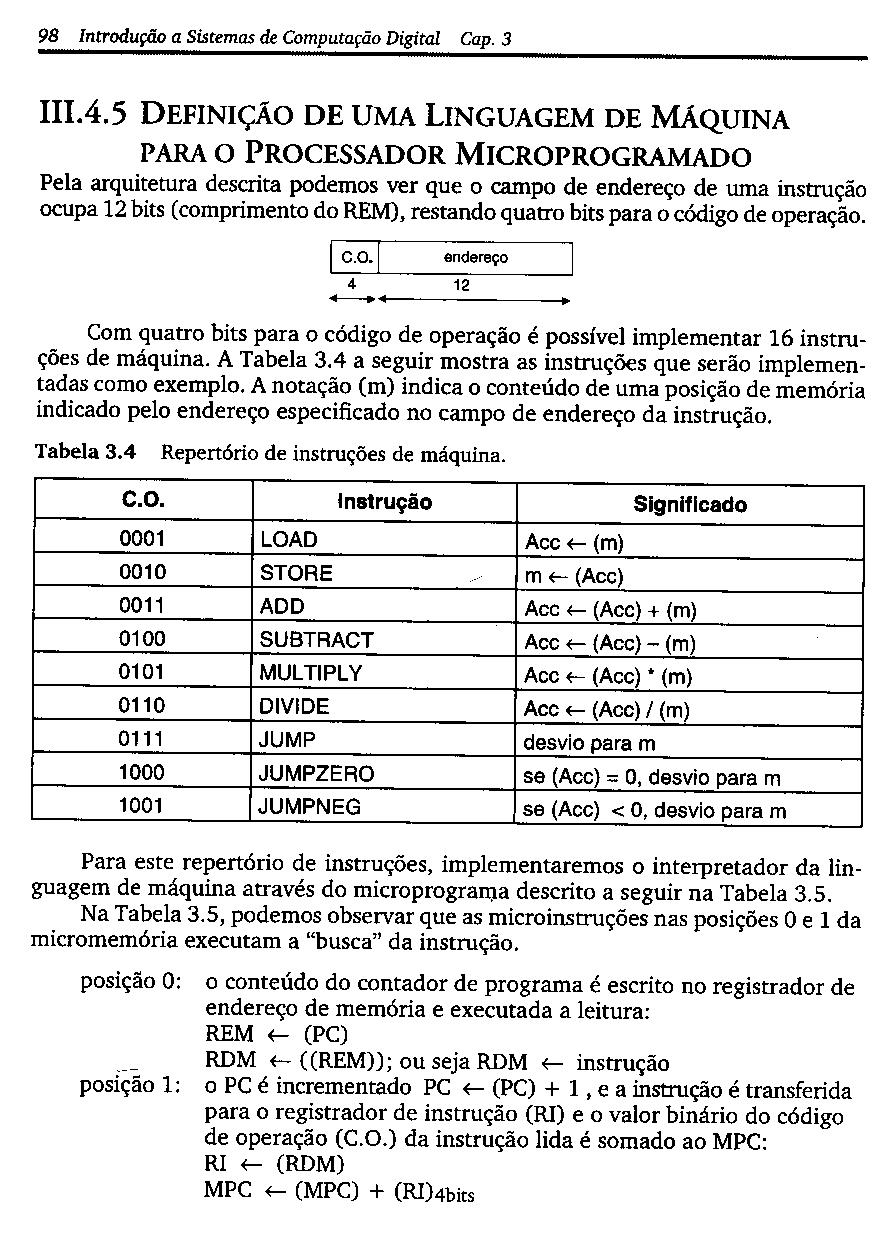 98 Introdução a Sistemas de Computação Digital Cap. 3
III.4.5 DEFINIÇÃO DE UMA LINGUAGEM DE MÁQUINA
PARA O PROCESSADOR MICROPROGRAMADO
Pela arquitetura descrita podemos ver que o campo de endereço de uma instrução
ocupa 12 bits (comprimento do REM), restando quatro bits para o código de operação.
C.O. endereço
4 12
Com quatro bits para o código de operação é possível implementar 16 instru-
ções de máquina. A Tabela 3.4 a seguir mostra as instruções que serão implemen-
tadas como exemplo. A notação (m) indica o conteúdo de uma posição de memória
indicado pelo endereço especificado no campo de endereço da instrução.
Tabela 3.4 Repertório de instruções de máquina.
C.O. Instrução Significado
0001 LOAD Acc ← (m)
0010 STORE m ← (Acc)
0011 ADD Acc ← (Acc) + (m)
0100 SUBTRACT Acc ← (Acc) – (m)
0101 MULTIPLY Acc ← (Acc) * (m)
0110 DIVIDE Acc ← (Acc) / (m)
0111 JUMP desvio para m
1000 JUMPZERO se (Acc) = 0, desvio para m
1001 JUMPNEG se (Acc) < 0, desvio para m
Para este repertório de instruções, implementaremos o interpretador da lin-
guagem de máquina através do microprograma descrito a seguir na Tabela 3.5.
Na Tabela 3.5, podemos observar que as microinstruções nas posições 0 e 1 da
micromemória executam a “busca” da instrução.
posição 0: o conteúdo do contador de programa é escrito no registrador de
endereço de memória e executada a leitura:
REM ← (PC)
RDM ← ((REM)); ou seja RDM ← instrução
posição 1: o PC é incrementado PC ← (PC) + 1 , e a instrução é transferida
para o registrador de instrução (RI) e o valor binário do código
de operação (C.O.) da instrução lida é somado ao MPC:
RI ← (RDM)
MPC ← (MPC) + (RI)4bits